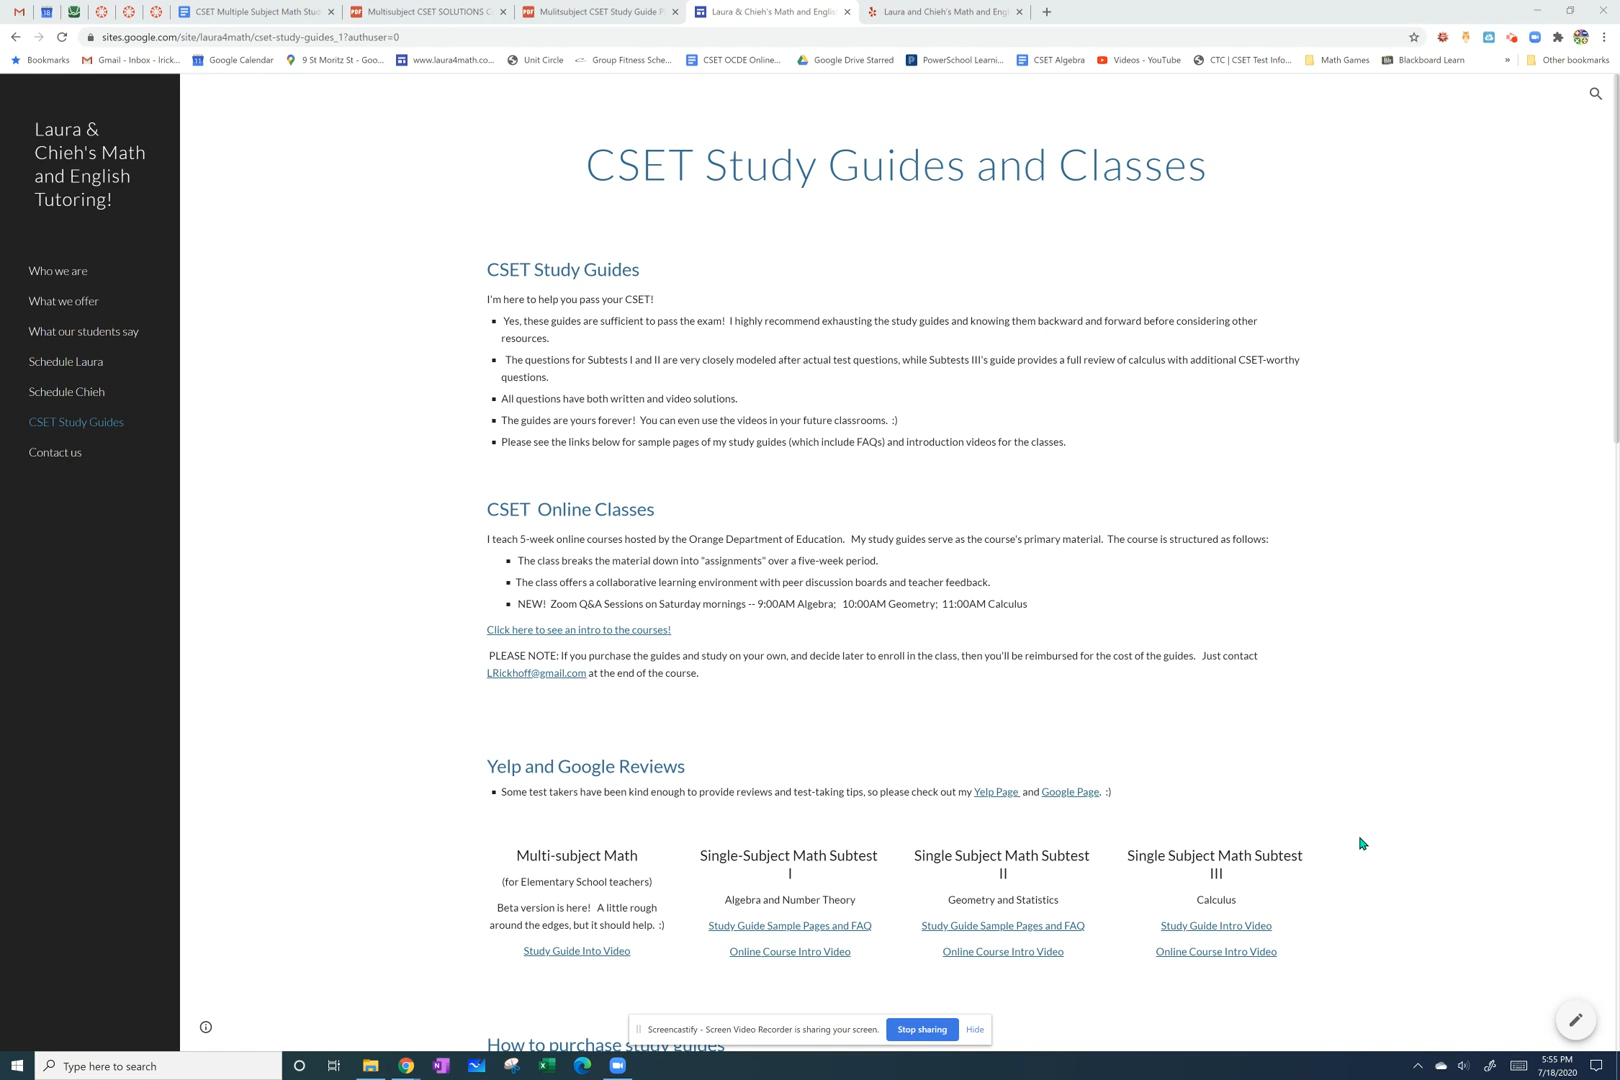 CSET Multiple Subject Math Stud
Multisubject CSET SOLUTIONS C
Mulitsubject CSET Study Guide P
Laura & Chieh's Math and Englis
Laura and Chieh's Math and Eng
sites.google.com/site/laura4math/cset-study-guides_1?authuser=0
Bookmarks
Gmail - Inbox - lrick...
Google Calendar
9 St Moritz St - Goo...
www.laura4math.co...
Unit Circle
Group Fitness Sche...
CSET OCDE Online...
Google Drive Starred
PowerSchool Learni...
CSET Algebra
Videos - YouTube
CTC | CSET Test Info...
Math Games
Blackboard Learn
»
Other bookmarks
Laura &
Chieh's Math
and English
Tutoring!
Who we are
What we offer
What our students say
Schedule Laura
Schedule Chieh
CSET Study Guides
Contact us
CSET Study Guides and Classes
CSET Study Guides
I'm here to help you pass your CSET!
▪ Yes, these guides are sufficient to pass the exam! I highly recommend exhausting the study guides and knowing them backward and forward before considering other
resources.
▪ The questions for Subtests I and II are very closely modeled after actual test questions, while Subtests III's guide provides a full review of calculus with additional CSET-worthy
questions.
▪ All questions have both written and video solutions.
▪ The guides are yours forever! You can even use the videos in your future classrooms. :)
▪ Please see the links below for sample pages of my study guides (which include FAQs) and introduction videos for the classes.
CSET Online Classes
I teach 5-week online courses hosted by the Orange Department of Education. My study guides serve as the course's primary material. The course is structured as follows:
▪ The class breaks the material down into "assignments" over a five-week period.
▪ The class offers a collaborative learning environment with peer discussion boards and teacher feedback.
▪ NEW! Zoom Q&A Sessions on Saturday mornings -- 9:00AM Algebra; 10:00AM Geometry; 11:00AM Calculus
Click here to see an intro to the courses!
PLEASE NOTE: If you purchase the guides and study on your own, and decide later to enroll in the class, then you'll be reimbursed for the cost of the guides. Just contact
LRickhoff@gmail.com at the end of the course.
Yelp and Google Reviews
▪ Some test takers have been kind enough to provide reviews and test-taking tips, so please check out my Yelp Page and Google Page. :)
Multi-subject Math
(for Elementary School teachers)
Beta version is here! A little rough
around the edges, but it should help. :)
Study Guide Into Video
Single-Subject Math Subtest
I
Algebra and Number Theory
Study Guide Sample Pages and FAQ
Online Course Intro Video
Single Subject Math Subtest
II
Geometry and Statistics
Study Guide Sample Pages and FAQ
Online Course Intro Video
Single Subject Math Subtest
III
Calculus
Study Guide Intro Video
Online Course Intro Video
How to purchase study guides
Screencastify - Screen Video Recorder is sharing your screen.
Stop sharing
Hide
Type here to search
5:55 PM
7/18/2020